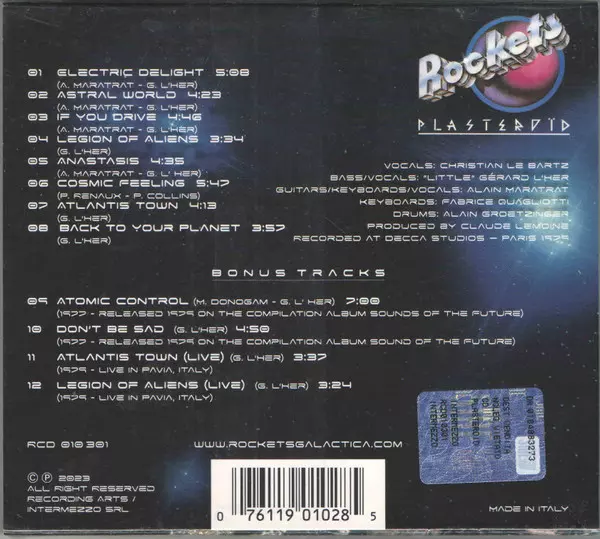 Rockets
PLASTEROÏD
01 ELECTRIC DELIGHT 5:08
(A. MARATRAT - G. L'HER)
02 ASTRAL WORLD 4:23
(A. MARATRAT - G. L'HER)
03 IF YOU DRIVE 4:46
(A. MARATRAT - G. L'HER)
04 LEGION OF ALIENS 3:34
(G. L'HER)
05 ANASTASIS 4:35
(A. MARATRAT - G. L' HER)
06 COSMIC FEELING 5:47
(P. RENAUX - P. COLLINS)
07 ATLANTIS TOWN 4:13
(G. L'HER)
08 BACK TO YOUR PLANET 3:57
(G. L'HER)
VOCALS: CHRISTIAN LE BARTZ
BASS/VOCALS: "LITTLE" GÉRARD L'HER
GUITARS/KEYBOARDS/VOCALS: ALAIN MARATRAT
KEYBOARDS: FABRICE QUAGLIOTTI
DRUMS: ALAIN GROETZINGER
PRODUCED BY CLAUDE LEMOINE
RECORDED AT DECCA STUDIOS - PARIS 1979
BONUS TRACKS
09 ATOMIC CONTROL (M. DONOGAM - G. L' HER) 7:00
(1977 - RELEASED 1979 ON THE COMPILATION ALBUM SOUNDS OF THE FUTURE)
10 DON'T BE SAD (G. L'HER) 4:50
(1977 - RELEASED 1979 ON THE COMPILATION ALBUM SOUND OF THE FUTURE)
11 ATLANTIS TOWN (LIVE) (G. L'HER) 3:37
(1979 - LIVE IN PAVIA, ITALY)
12 LEGION OF ALIENS (LIVE) (G. L'HER) 3:24
(1979 - LIVE IN PAVIA, ITALY)
RCD 010301
WWW.ROCKETSGALACTICA.COM
© ℗ 2023
ALL RIGHT RESERVED
RECORDING ARTS /
INTERMEZZO SRL
0 76119 01028 5
MADE IN ITALY